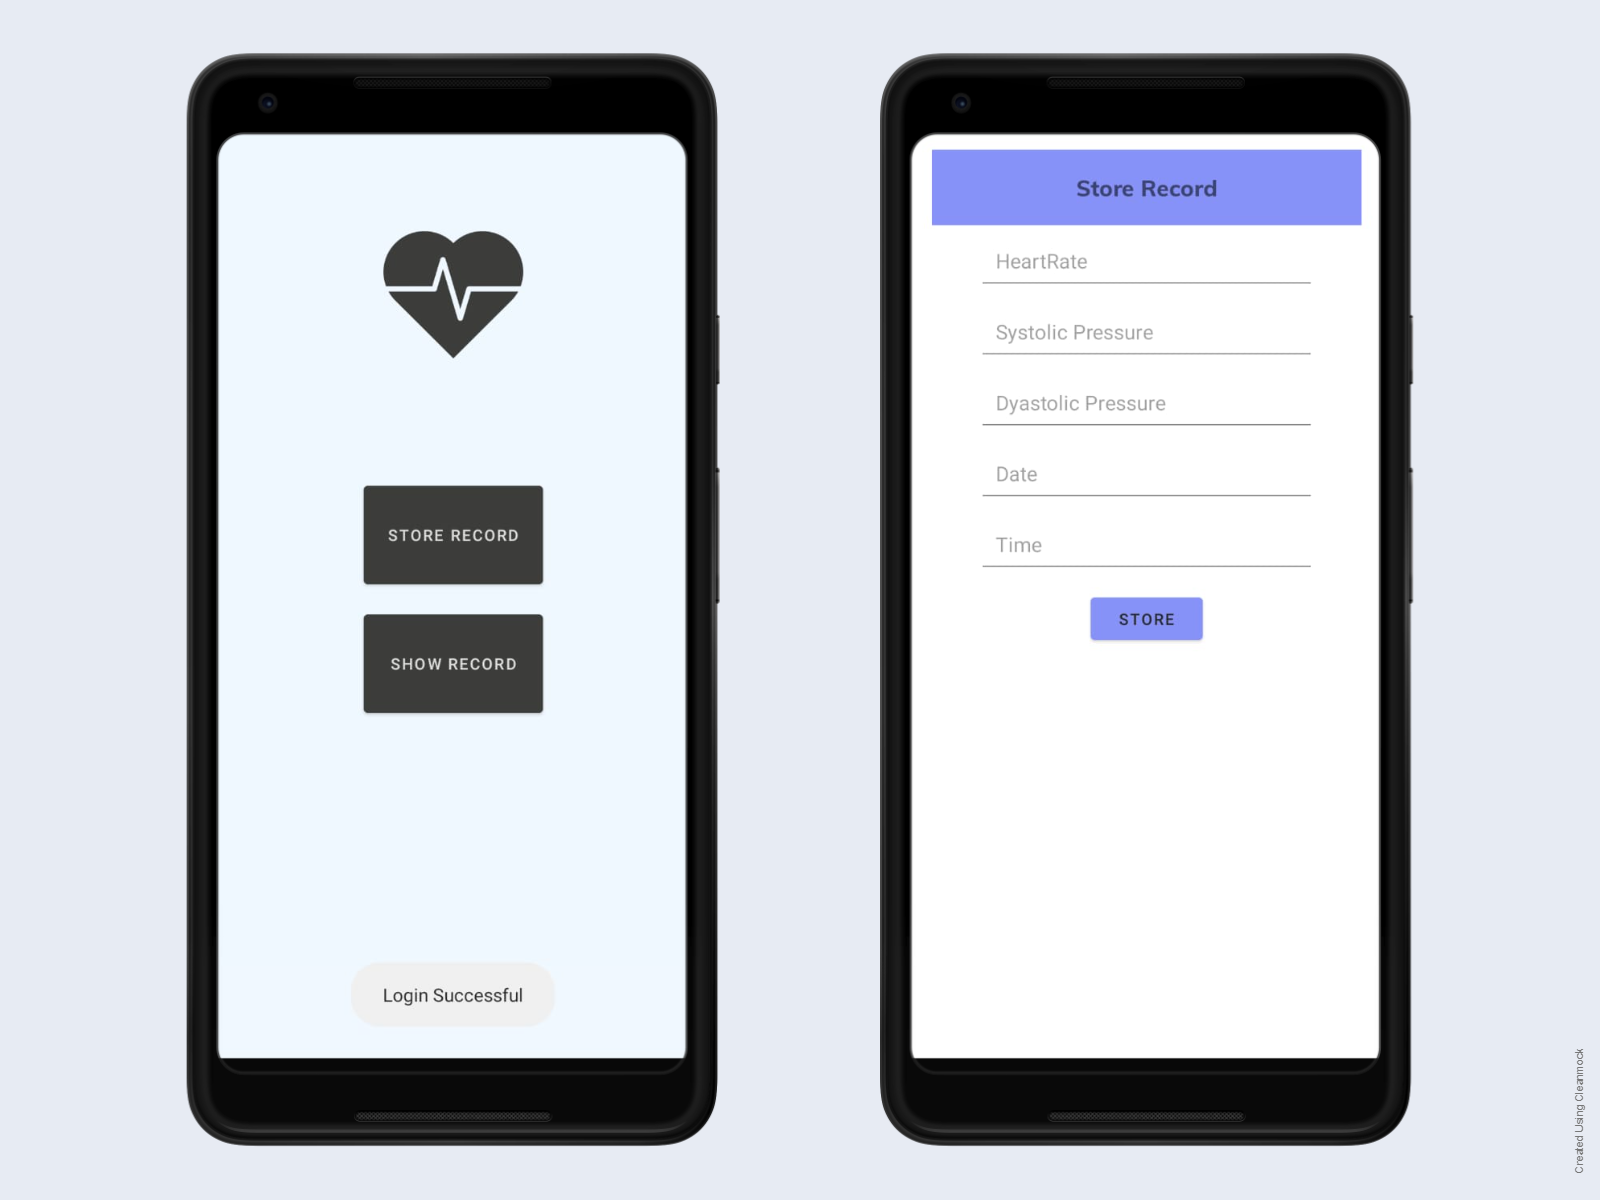 STORE RECORD
SHOW RECORD
Login Successful
Store Record
HeartRate
Systolic Pressure
Dyastolic Pressure
Date
Time
STORE
Created Using Cleanmock